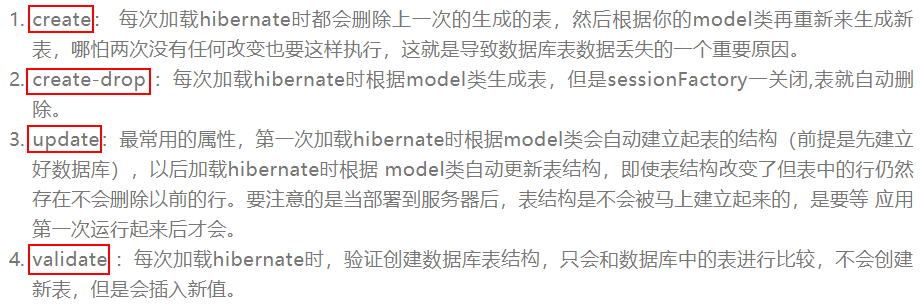 1. create： 每次加载hibernate时都会删除上一次的生成的表，然后根据你的model类再重新来生成新
表，哪怕两次没有任何改变也要这样执行，这就是导致数据库表数据丢失的一个重要原因。
2. create-drop ：每次加载hibernate时根据model类生成表，但是sessionFactory一关闭,表就自动删
除。
3. update：最常用的属性，第一次加载hibernate时根据model类会自动建立起表的结构（前提是先建立
好数据库），以后加载hibernate时根据 model类自动更新表结构，即使表结构改变了但表中的行仍然
存在不会删除以前的行。要注意的是当部署到服务器后，表结构是不会被马上建立起来的，是要等 应用
第一次运行起来后才会。
4. validate ：每次加载hibernate时，验证创建数据库表结构，只会和数据库中的表进行比较，不会创建
新表，但是会插入新值。